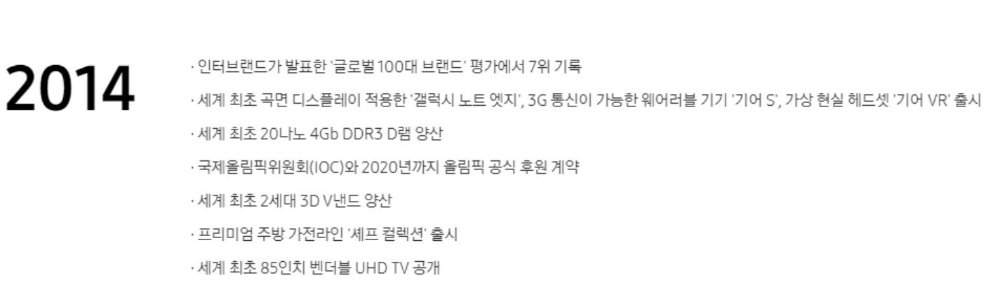 2014
· 인터브랜드가 발표한 '글로벌 100대 브랜드' 평가에서 7위 기록
· 세계 최초 곡면 디스플레이 적용한 '갤럭시 노트 엣지', 3G 통신이 가능한 웨어러블 기기 '기어 S', 가상 현실 헤드셋 '기어 VR' 출시
· 세계 최초 20나노 4Gb DDR3 D램 양산
· 국제올림픽위원회(IOC)와 2020년까지 올림픽 공식 후원 계약
· 세계 최초 2세대 3D V낸드 양산
· 프리미엄 주방 가전라인 '셰프 컬렉션' 출시
· 세계 최초 85인치 벤더블 UHD TV 공개